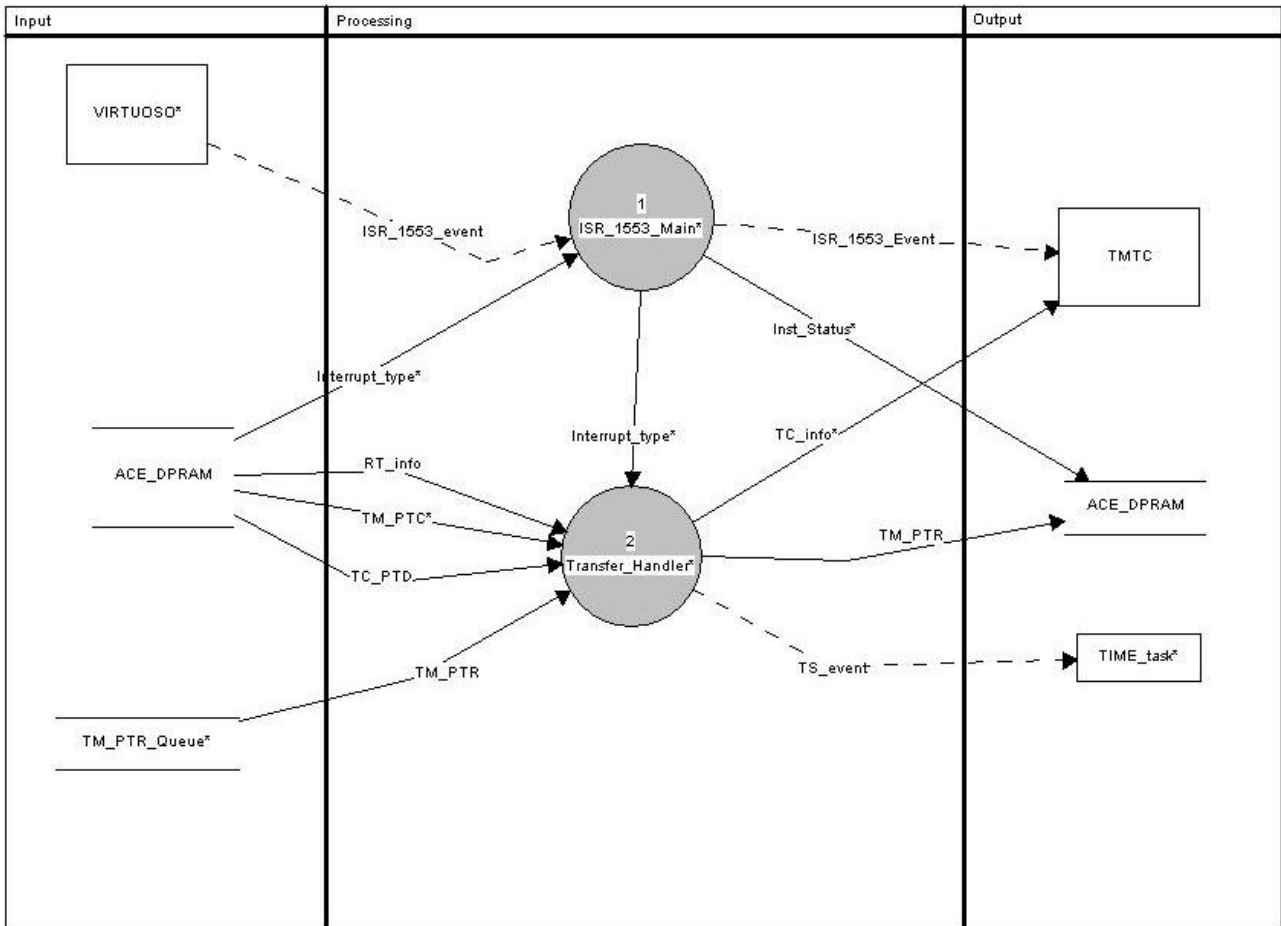 Input
Processing
Output
VIRTUOSO*
ISR_1553_event
1
ISR_1553_Main*
ISR_1553_Event
TMTC
Inst_Status*
Interrupt_type*
Interrupt_type*
TC_info*
ACE_DPRAM
RT_info
TM_PTC*
TC_PTD
2
Transfer_Handler*
TM_PTR
ACE_DPRAM
TM_PTR
TS_event
TIME_task*
TM_PTR_Queue*